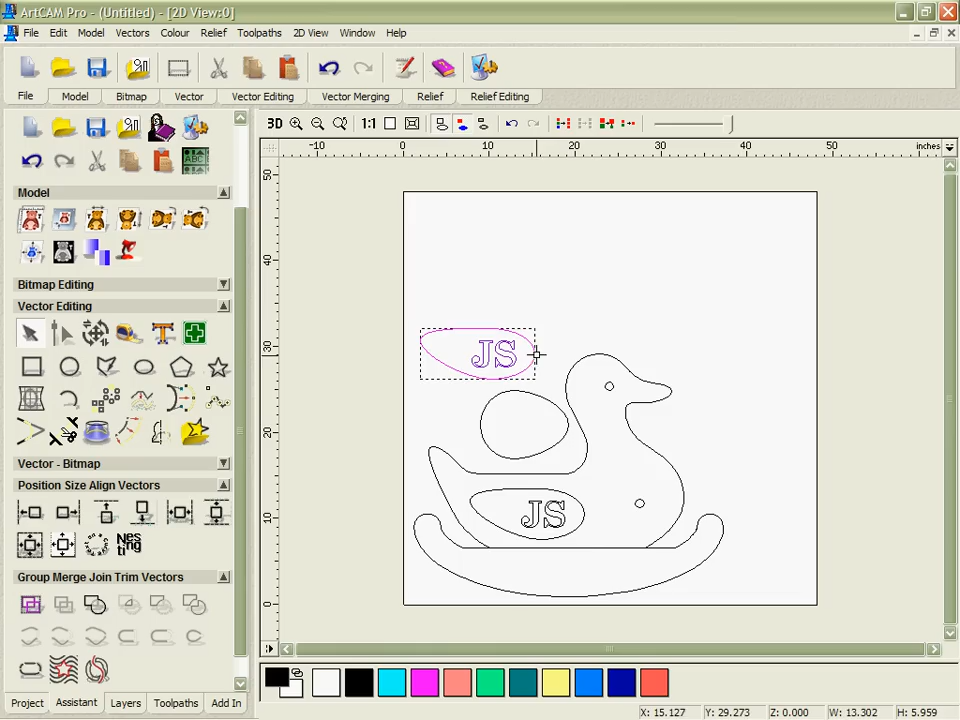 ArtCAM Pro - (Untitled) - [2D View:0]
File Edit Model Vectors Colour Relief Toolpaths 2D View Window Help
File Model Bitmap Vector Vector Editing Vector Merging Relief Relief Editing
3D 1:1
-10 0 10 20 30 40 50 inches
ABC
Model
Bitmap Editing
Vector Editing
Vector - Bitmap
Position Size Align Vectors
Nes
ting
Group Merge Join Trim Vectors
50
40
30
20
10
0
JS
JS
Project Assistant Layers Toolpaths Add In
X: 15.127 Y: 29.273 Z: 0.000 W: 13.302 H: 5.959